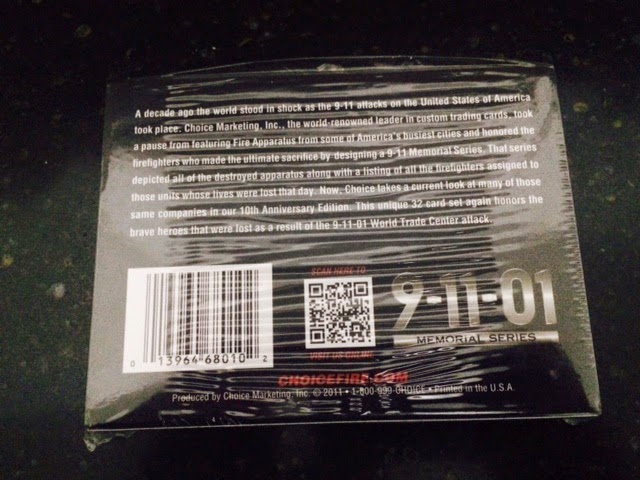 A decade ago the world stood in shock as the 9-11 attacks on the United States of America
took place. Choice Marketing, Inc., the world-renowned leader in custom trading cards, took
a pause from featuring Fire Apparatus from some of America's busiest cities and honored the
firefighters who made the ultimate sacrifice by designing a 9-11 Memorial Series. That series
depicted all of the destroyed apparatus along with a listing of all the firefighters assigned to
those units whose lives were lost that day. Now, Choice takes a current look at many of those
same companies in our 10th Anniversary Edition. This unique 32 card set again honors the
brave heroes that were lost as a result of the 9-11-01 World Trade Center attack.
SCAN HERE TO
VISIT US ONLINE!
9-11-01
MEMORIAL SERIES
0 13964 68010 2
CHOICEFIRE.COM
Produced by Choice Marketing, Inc. © 2011 • 1-800-999-CHOICE • Printed in the U.S.A.